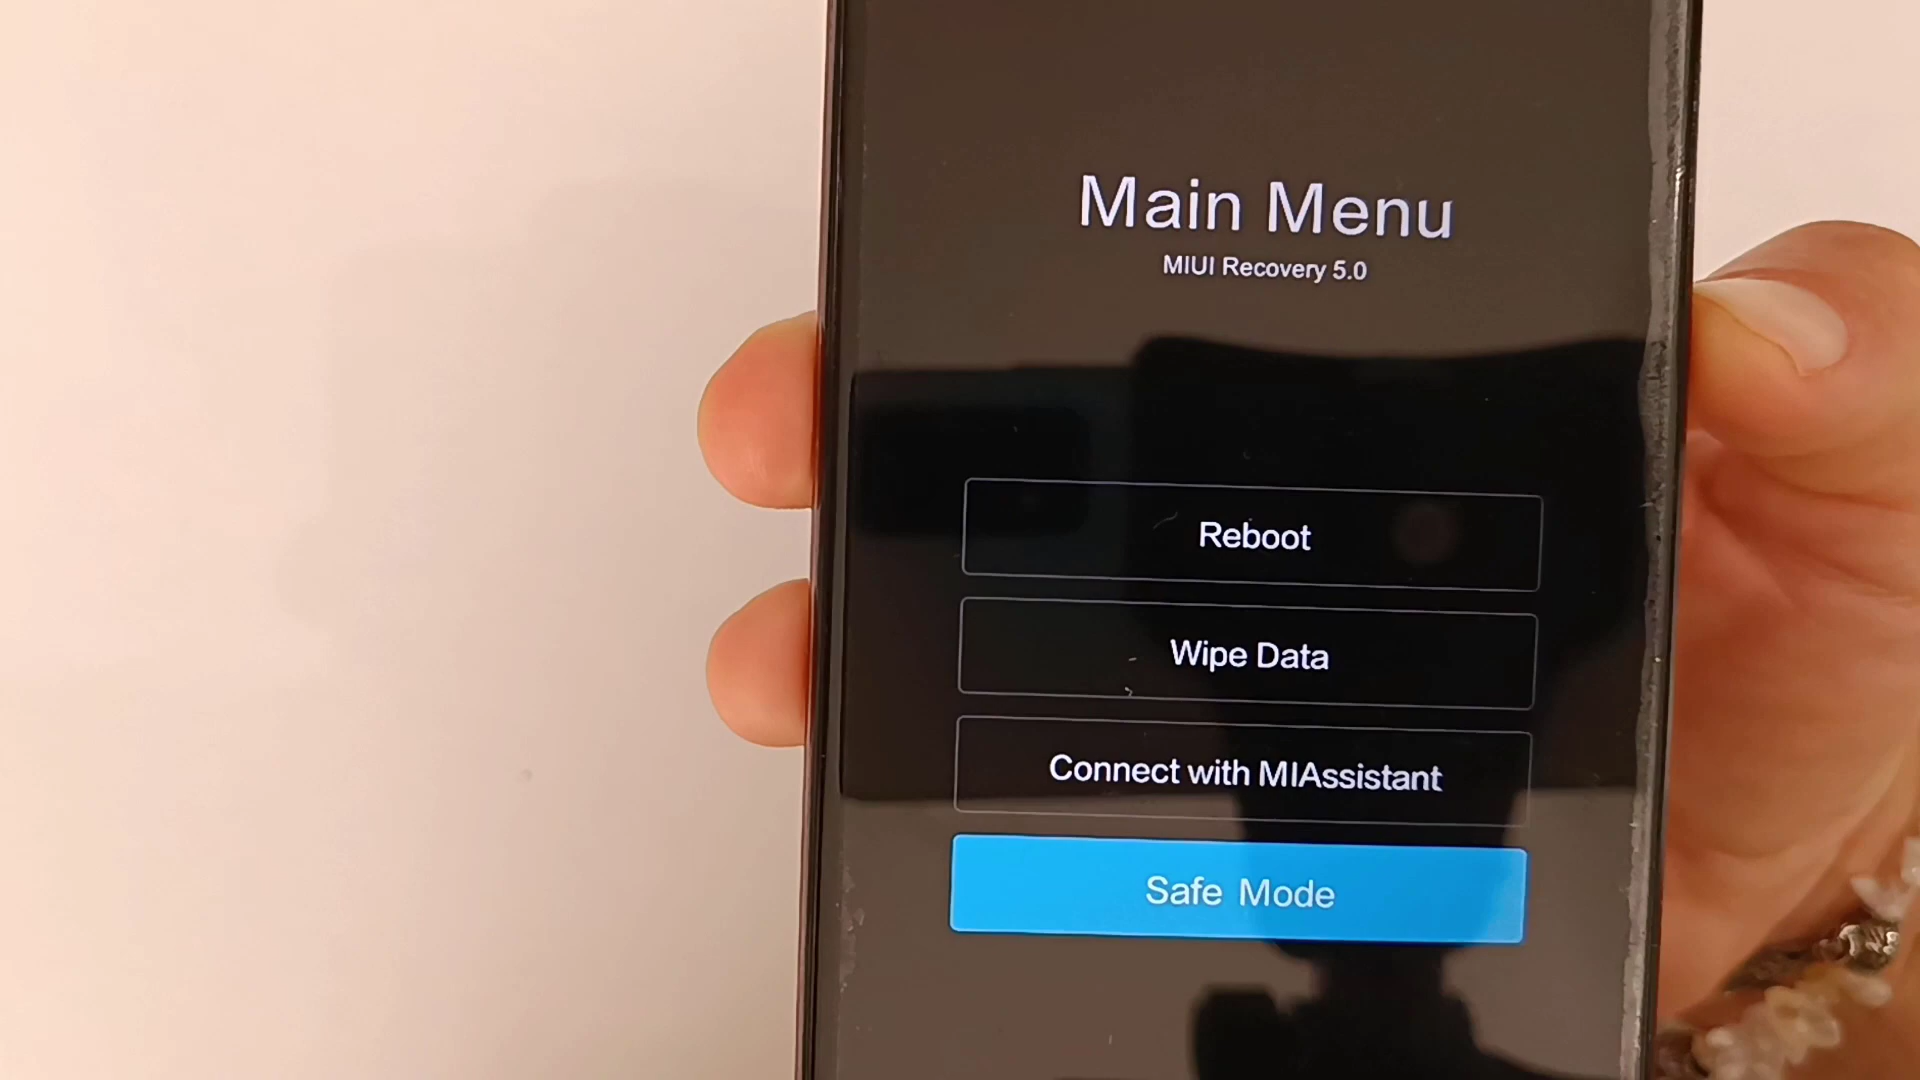 Main Menu
MIUI Recovery 5.0
Reboot
Wipe Data
Connect with MIAssistant
Safe Mode